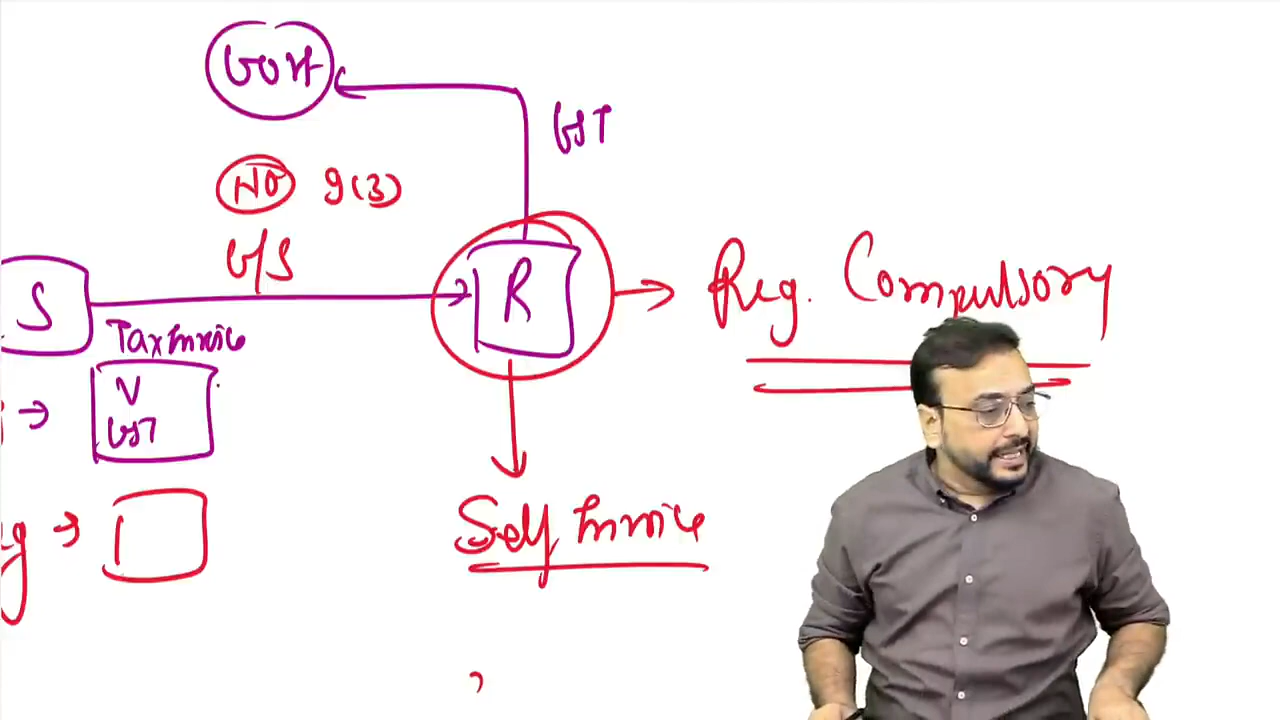 Govt
GST
NO 9(3)
G/S
Reg. Compulsory
S
R
Tax Invoice
V
GST
Self Invoice